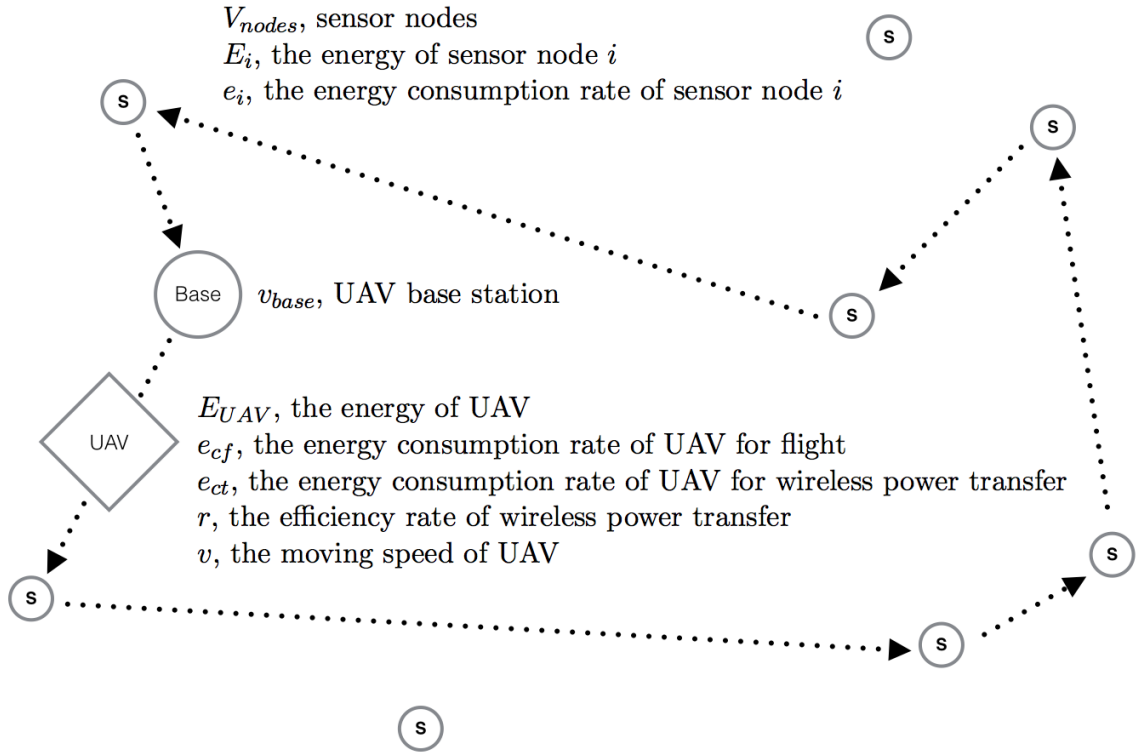 V_nodes, sensor nodes
S
E_i, the energy of sensor node i
e_i, the energy consumption rate of sensor node i
S
S
Base
v_base, UAV base station
S
E_UAV, the energy of UAV
UAV
e_cf, the energy consumption rate of UAV for flight
e_ct, the energy consumption rate of UAV for wireless power transfer
r, the efficiency rate of wireless power transfer
v, the moving speed of UAV
S
S
S
S